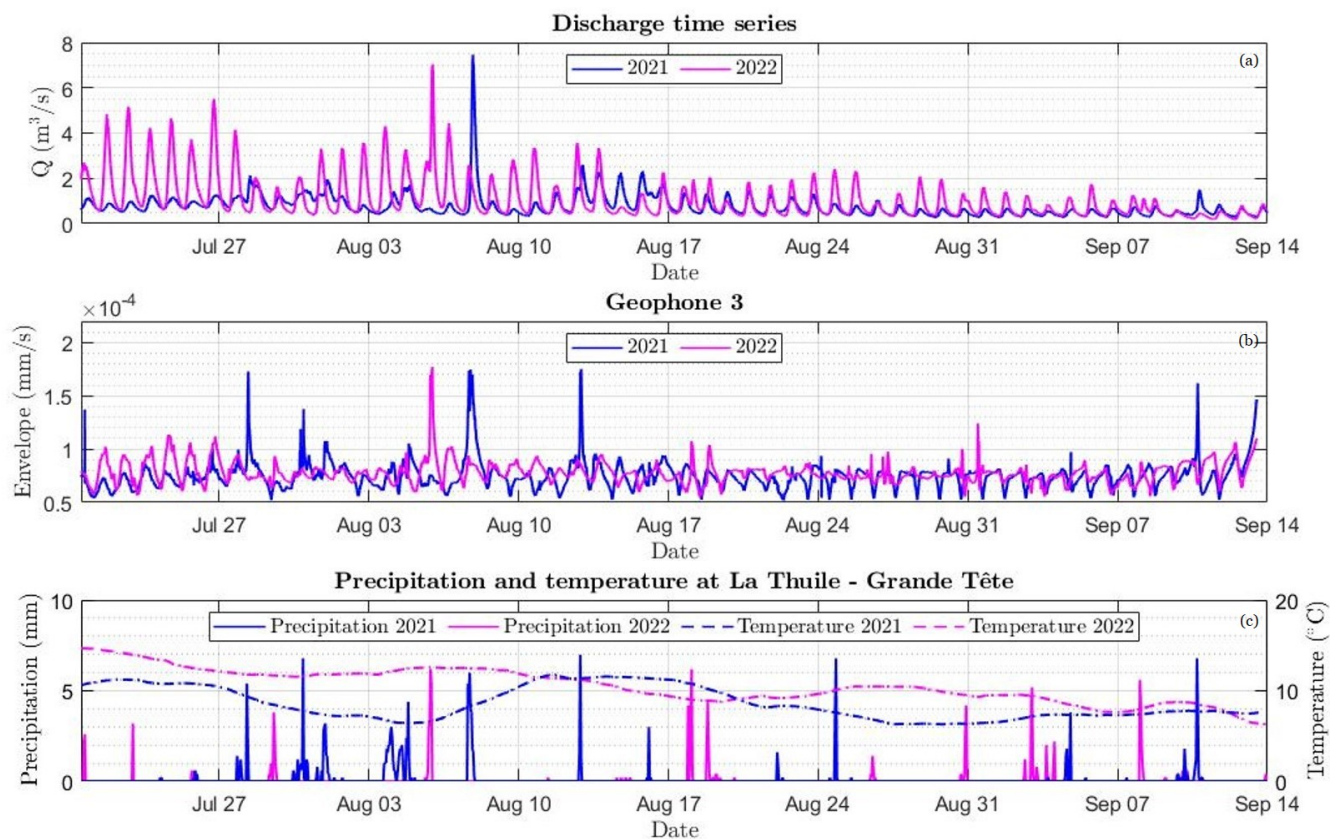 Discharge time series
8
6
4
2
0
Q (m³/s)
2021 2022
(a)
Jul 27 Aug 03 Aug 10 Aug 17 Aug 24 Aug 31 Sep 07 Sep 14
Date
×10⁻⁴ Geophone 3
2
1.5
1
0.5
Envelope (mm/s)
2021 2022
(b)
Jul 27 Aug 03 Aug 10 Aug 17 Aug 24 Aug 31 Sep 07 Sep 14
Date
Precipitation and temperature at La Thuile - Grande Tête
10
5
0
Precipitation (mm)
Precipitation 2021 Precipitation 2022 Temperature 2021 Temperature 2022
(c)
20
10
0
Temperature (°C)
Jul 27 Aug 03 Aug 10 Aug 17 Aug 24 Aug 31 Sep 07 Sep 14
Date